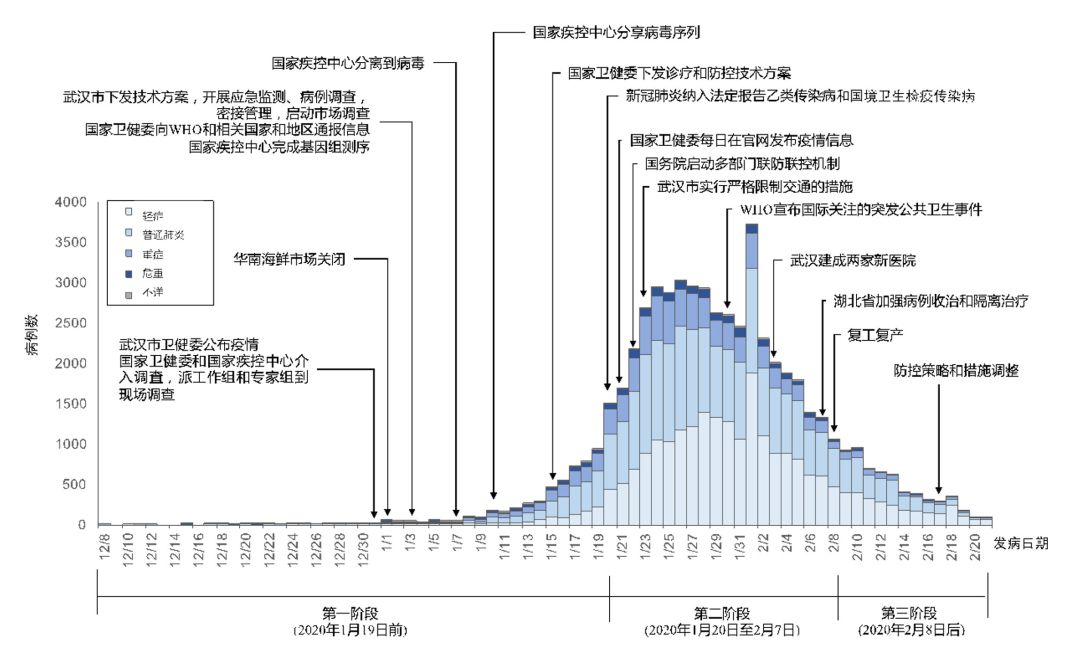 国家疾控中心分享病毒序列
国家疾控中心分离到病毒
国家卫健委下发诊疗和防控技术方案
武汉市下发技术方案，开展应急监测、病例调查，
密接管理，启动市场调查
国家卫健委向WHO和相关国家和地区通报信息
国家疾控中心完成基因组测序
新冠肺炎纳入法定报告乙类传染病和国境卫生检疫传染病
国家卫健委每日在官网发布疫情信息
国务院启动多部门联防联控机制
武汉市实行严格限制交通的措施
WHO宣布国际关注的突发公共卫生事件
武汉建成两家新医院
湖北省加强病例收治和隔离治疗
复工复产
防控策略和措施调整
华南海鲜市场关闭
武汉市卫健委公布疫情
国家卫健委和国家疾控中心介
入调查，派工作组和专家组到
现场调查
轻症
普通肺炎
重症
危重
不详
病例数
4000
3500
3000
2500
2000
1500
1000
500
0
12/8 12/10 12/12 12/14 12/16 12/18 12/20 12/22 12/24 12/26 12/28 12/30 1/1 1/3 1/5 1/7 1/9 1/11 1/13 1/15 1/17 1/19 1/21 1/23 1/25 1/27 1/29 1/31 2/2 2/4 2/6 2/8 2/10 2/12 2/14 2/16 2/18 2/20 发病日期
第一阶段 第二阶段 第三阶段
(2020年1月19日前) (2020年1月20日至2月7日) (2020年2月8日后)